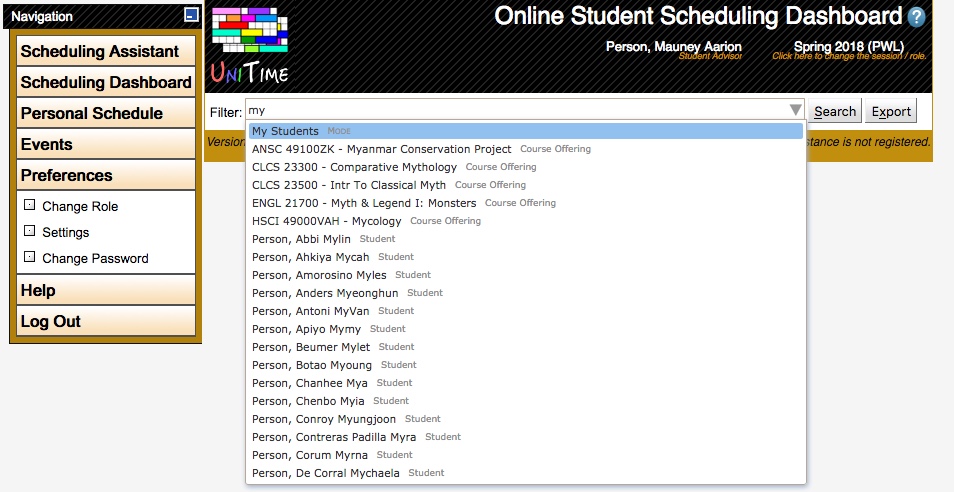 Navigation
Scheduling Assistant
Scheduling Dashboard
Personal Schedule
Events
Preferences
Change Role
Settings
Change Password
Help
Log Out
UniTime
Online Student Scheduling Dashboard ?
Person, Mauney Aarion Spring 2018 (PWL)
Student Advisor Click here to change the session / role.
Filter: my Search Export
Version stance is not registered.
My Students Mode
ANSC 49100ZK - Myanmar Conservation Project Course Offering
CLCS 23300 - Comparative Mythology Course Offering
CLCS 23500 - Intr To Classical Myth Course Offering
ENGL 21700 - Myth & Legend I: Monsters Course Offering
HSCI 49000VAH - Mycology Course Offering
Person, Abbi Mylin Student
Person, Ahkiya Mycah Student
Person, Amorosino Myles Student
Person, Anders Myeonghun Student
Person, Antoni MyVan Student
Person, Apiyo Mymy Student
Person, Beumer Mylet Student
Person, Botao Myoung Student
Person, Chanhee Mya Student
Person, Chenbo Myia Student
Person, Conroy Myungjoon Student
Person, Contreras Padilla Myra Student
Person, Corum Myrna Student
Person, De Corral Mychaela Student